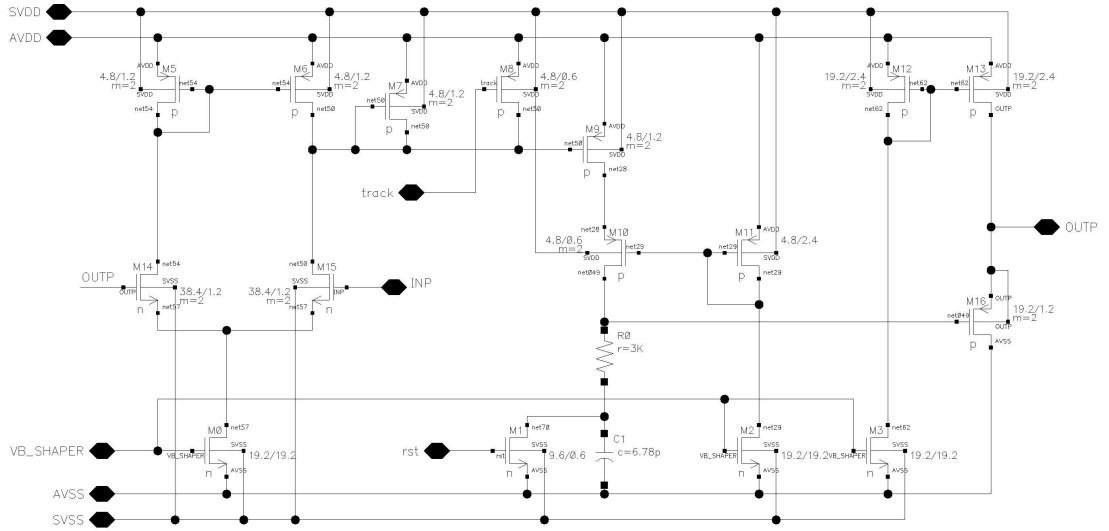 SVDD
AVDD
M5
AVDD
net54
4.8/1.2
m=2
SVDD
net54
p
M6
AVDD
net54
4.8/1.2
m=2
SVDD
net50
p
M7
AVDD
net50
4.8/1.2
m=2
SVDD
net50
p
M8
AVDD
track
4.8/0.6
m=2
SVDD
net50
p
M9
AVDD
net50
4.8/1.2
m=2
SVDD
net28
p
M12
AVDD
net62
19.2/2.4
m=2
SVDD
net62
p
M13
AVDD
net62
19.2/2.4
m=2
SVDD
OUTP
p
track
M10
net28
net29
4.8/0.6
m=2
SVDD
net049
p
M11
AVDD
net29
4.8/2.4
SVDD
net29
p
OUTP
OUTP
M14
net54
OUTP
SVSS
38.4/1.2
m=2
net57
n
M15
net50
SVSS
38.4/1.2
m=2
INP
net57
n
INP
M16
OUTP
net049
19.2/1.2
m=2
OUTP
AVSS
p
R0
r=3K
VB_SHAPER
M0
net57
VB_SHAPER
SVSS
19.2/19.2
AVSS
n
rst
M1
net70
rst
SVSS
9.6/0.6
AVSS
n
C1
c=6.78p
M2
net29
VB_SHAPER
SVSS
19.2/19.2
AVSS
n
M3
net62
VB_SHAPER
SVSS
19.2/19.2
AVSS
n
AVSS
SVSS